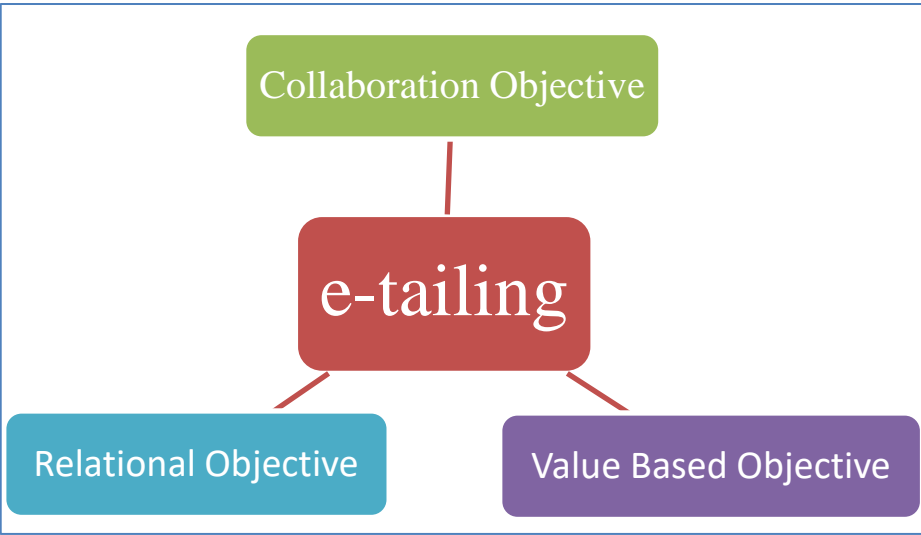 Collaboration Objective
e-tailing
Relational Objective
Value Based Objective